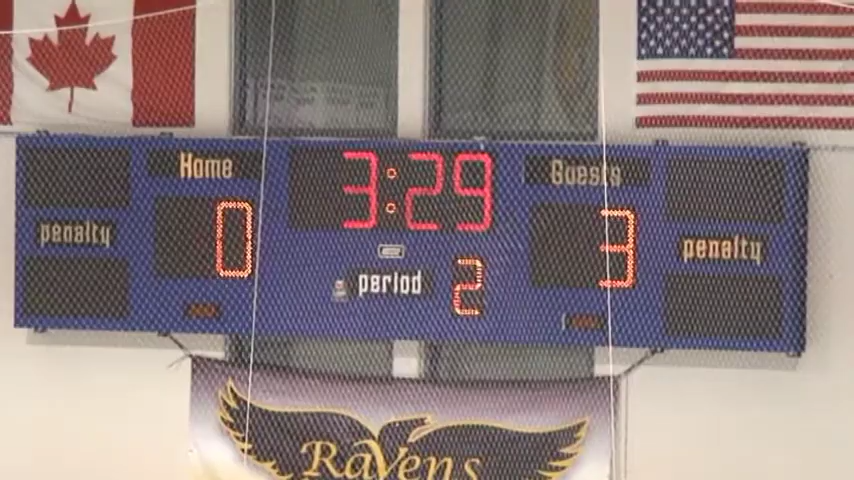 Home
3:29
Guests
penalty
0
3
penalty
period
2
Ravens